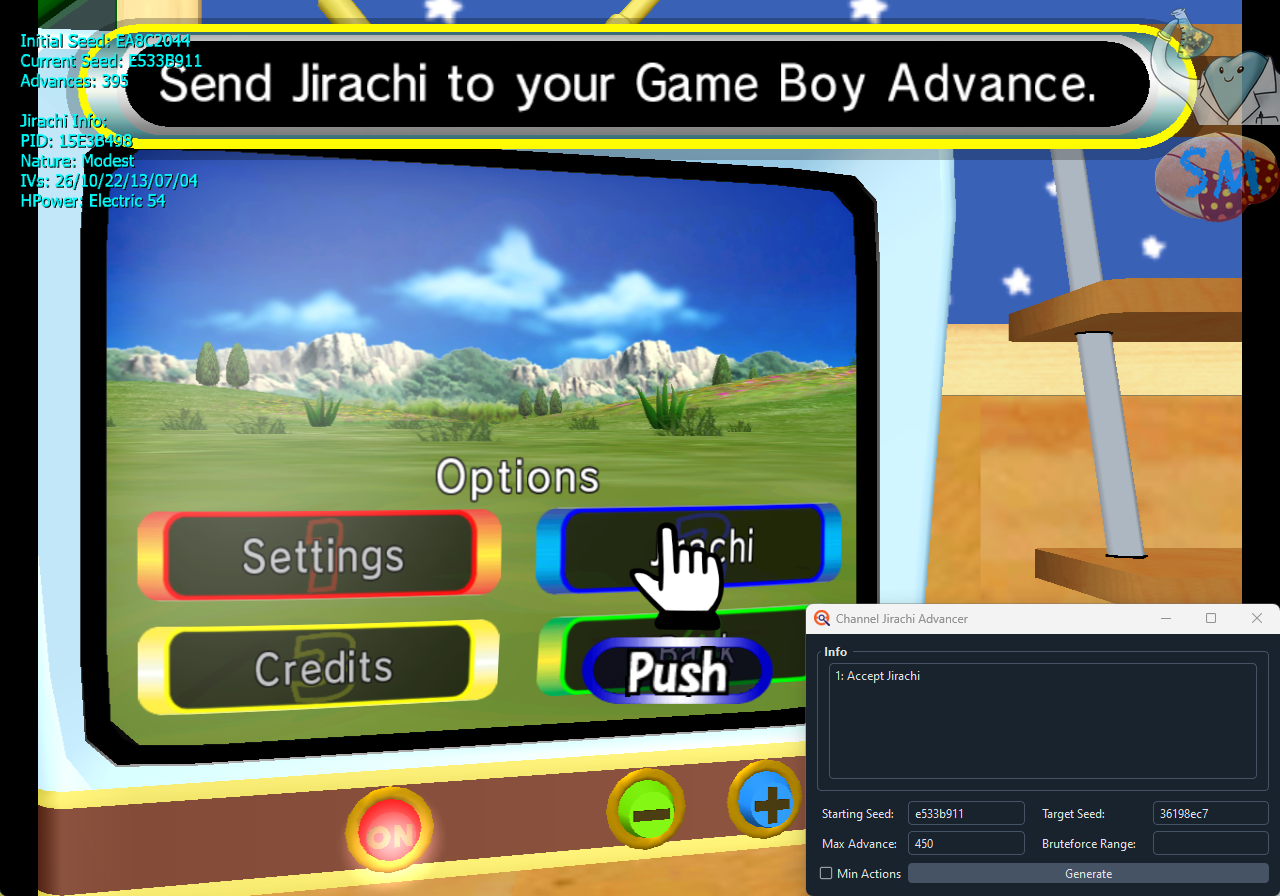 Initial Seed: EA8C2044
Current Seed: E533B911
Advances: 395
Send Jirachi to your Game Boy Advance.
Jirachi Info:
PID: 15E3B498
Nature: Modest
IVs: 26/10/22/13/07/04
HPower: Electric 54
SM
Options
Settings
Jirachi
Credits
Back
Push
ON
Channel Jirachi Advancer
Info
1: Accept Jirachi
Starting Seed: e533b911 Target Seed: 36198ec7
Max Advance: 450 Bruteforce Range:
Min Actions Generate